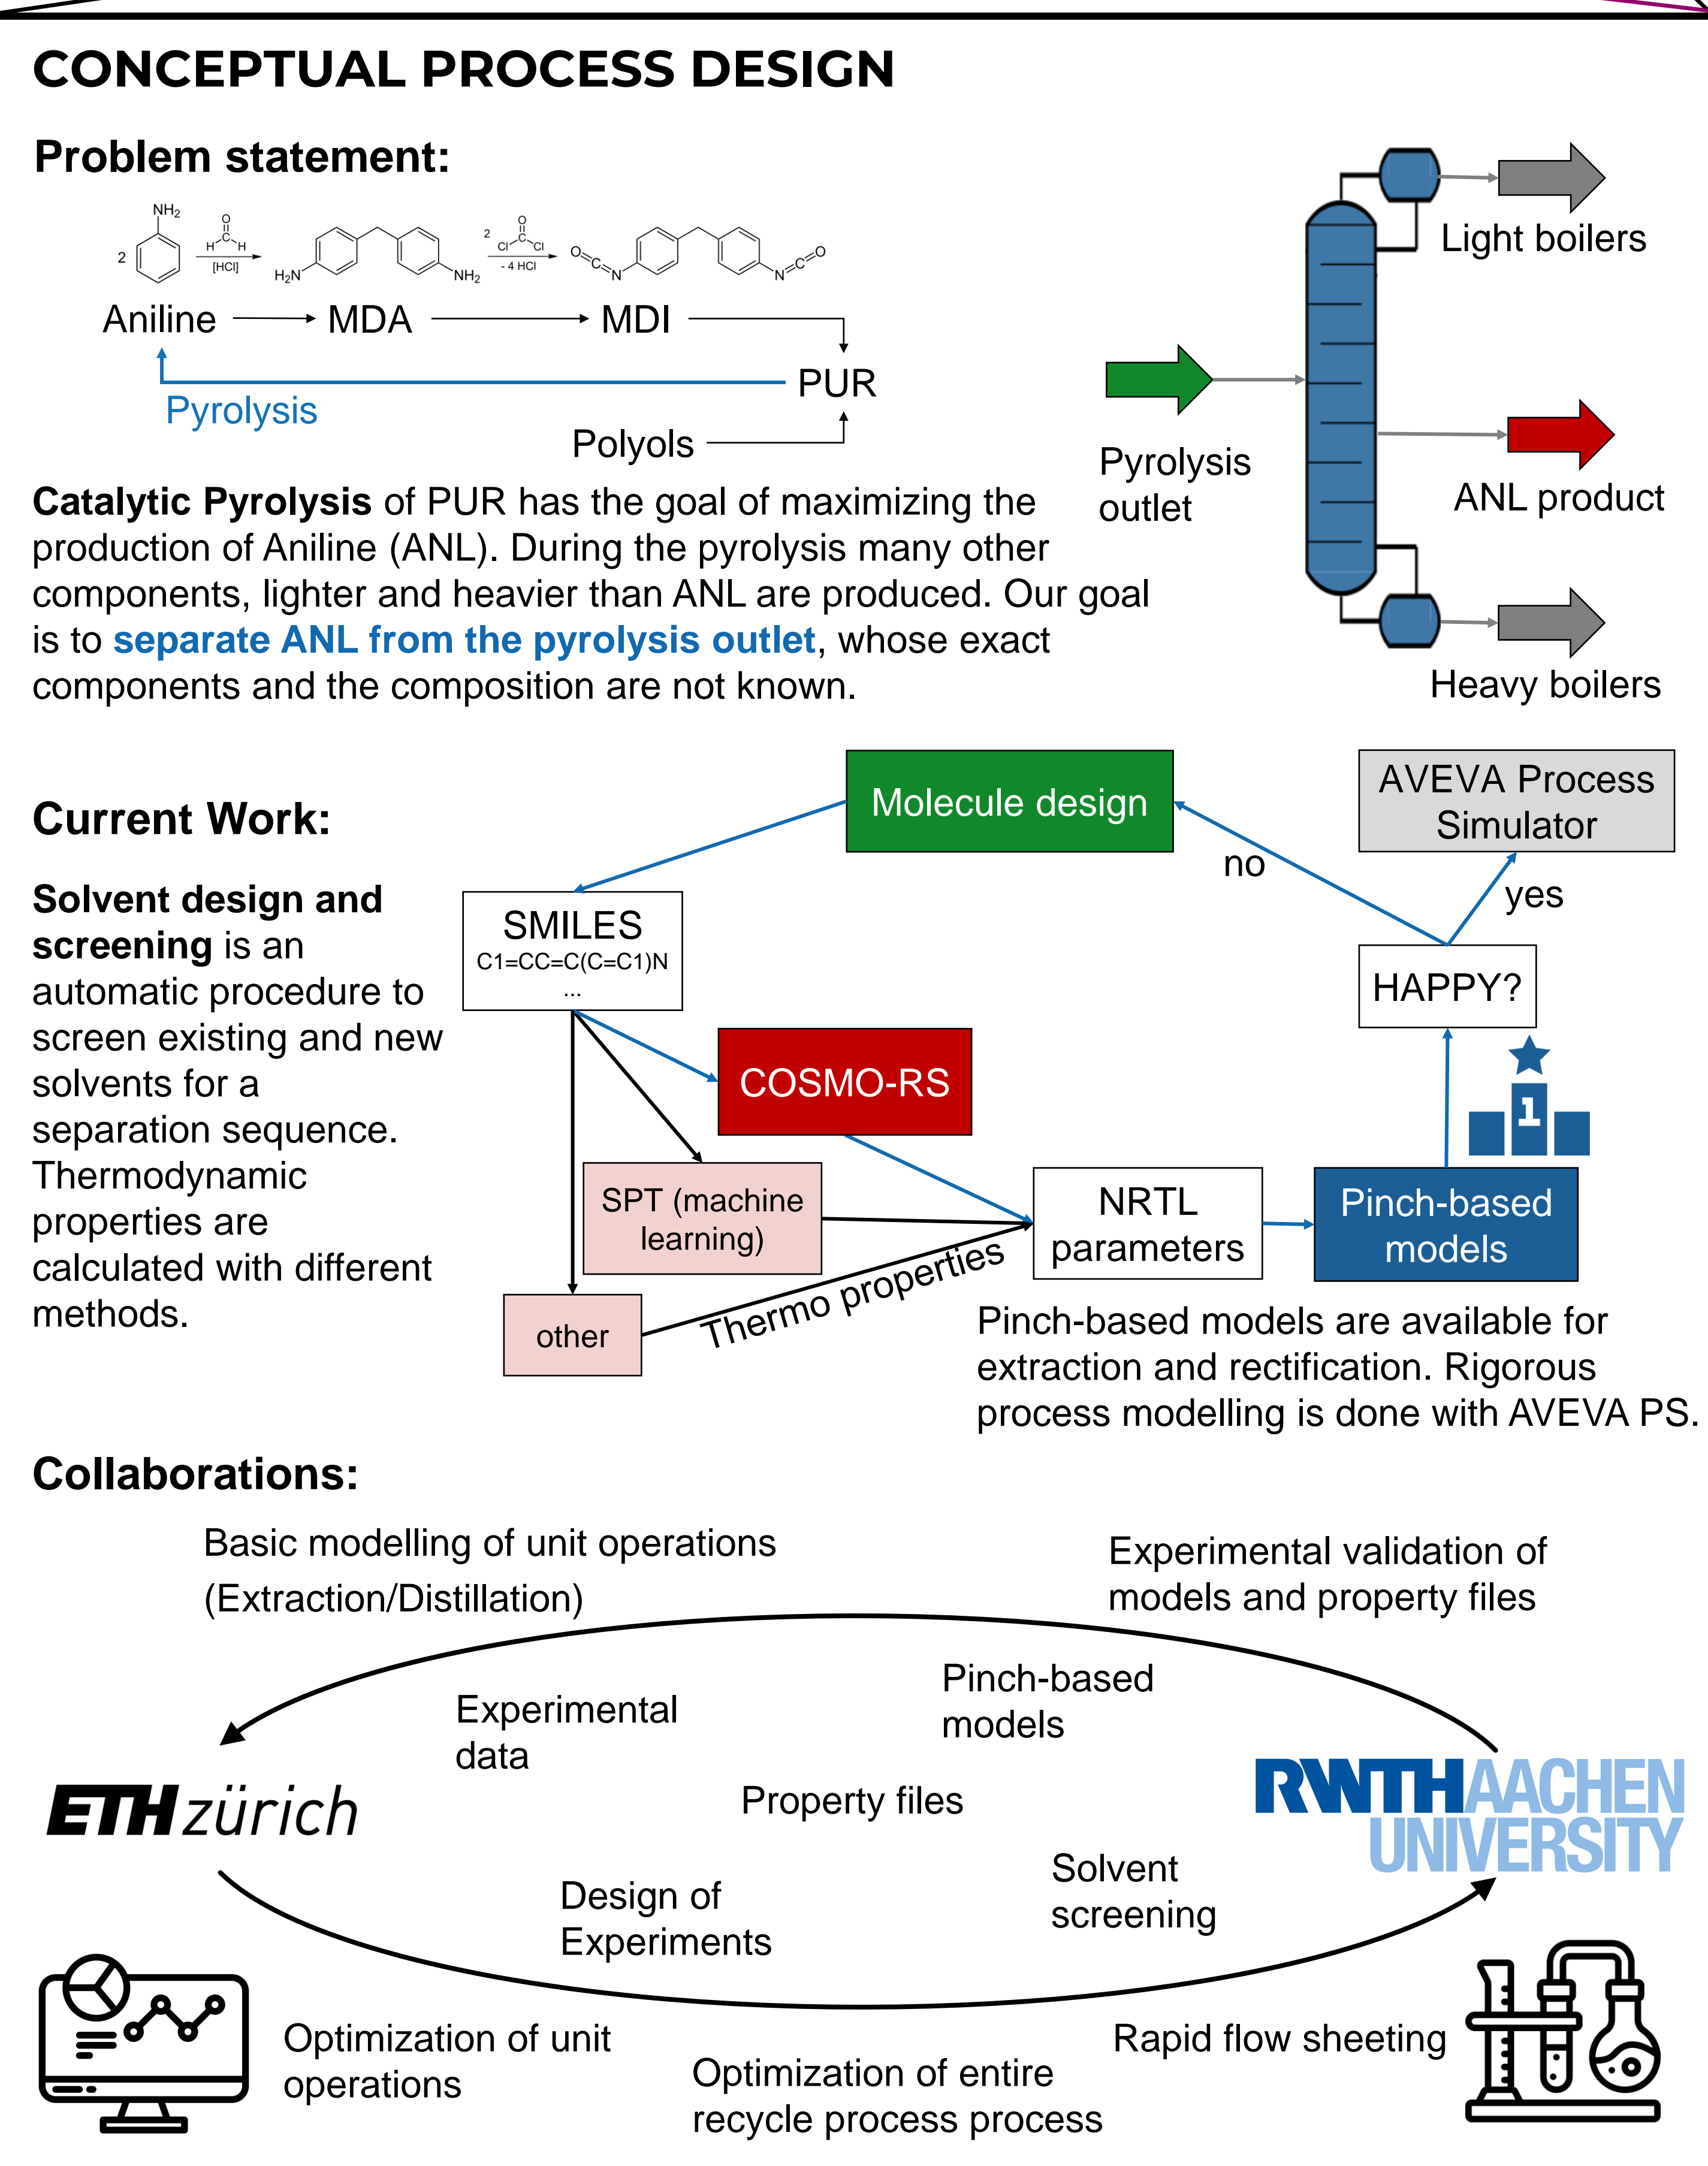 CONCEPTUAL PROCESS DESIGN
Problem statement:
2
NH2
O
H C H
[HCl]
H2N
NH2
2
O
Cl C Cl
- 4 HCl
O=C=N
N=C=O
Aniline
MDA
MDI
PUR
Pyrolysis
Polyols
Light boilers
Pyrolysis
outlet
ANL product
Heavy boilers
Catalytic Pyrolysis of PUR has the goal of maximizing the
production of Aniline (ANL). During the pyrolysis many other
components, lighter and heavier than ANL are produced. Our goal
is to separate ANL from the pyrolysis outlet, whose exact
components and the composition are not known.
Current Work:
Solvent design and
screening is an
automatic procedure to
screen existing and new
solvents for a
separation sequence.
Thermodynamic
properties are
calculated with different
methods.
Molecule design
AVEVA Process
Simulator
no
yes
SMILES
C1=CC=C(C=C1)N
...
HAPPY?
COSMO-RS
1
SPT (machine
learning)
NRTL
parameters
Pinch-based
models
other
Thermo properties
Pinch-based models are available for
extraction and rectification. Rigorous
process modelling is done with AVEVA PS.
Collaborations:
Basic modelling of unit operations
(Extraction/Distillation)
Experimental validation of
models and property files
Experimental
data
Pinch-based
models
Property files
ETH zürich
RWTH AACHEN
UNIVERSITY
Design of
Experiments
Solvent
screening
Optimization of unit
operations
Optimization of entire
recycle process process
Rapid flow sheeting